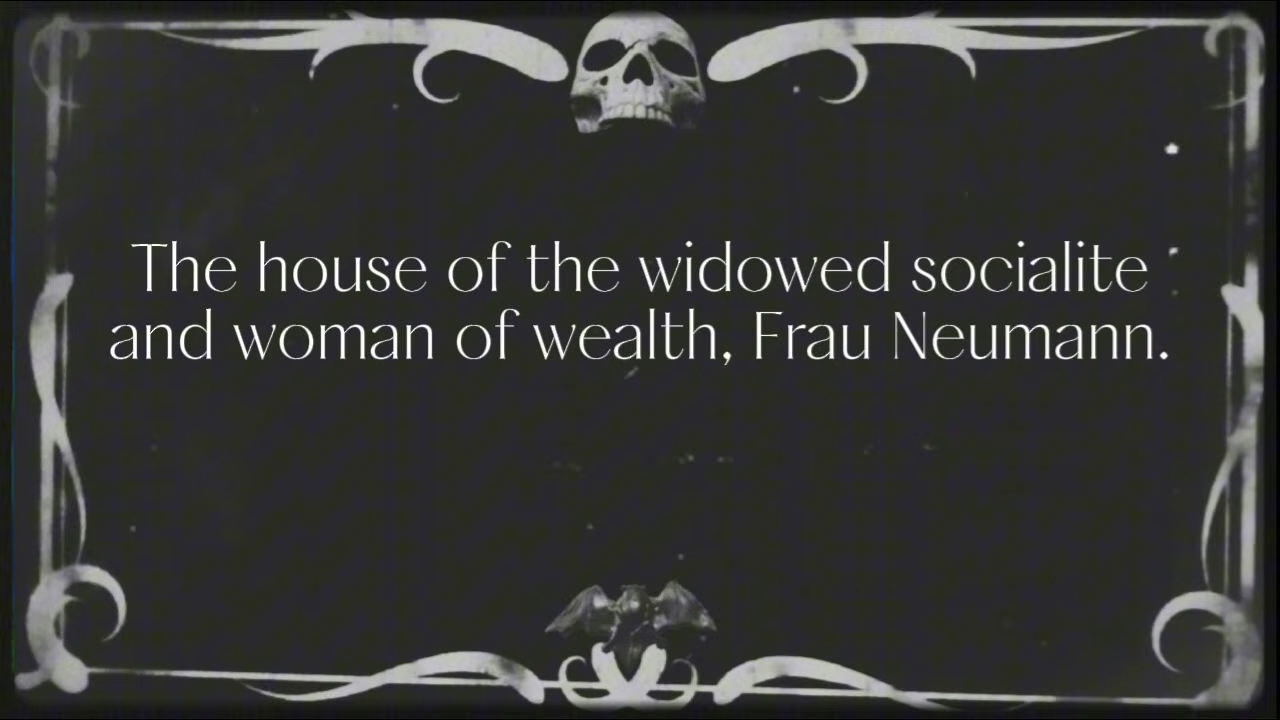 The house of the widowed socialite
and woman of wealth, Frau Neumann.